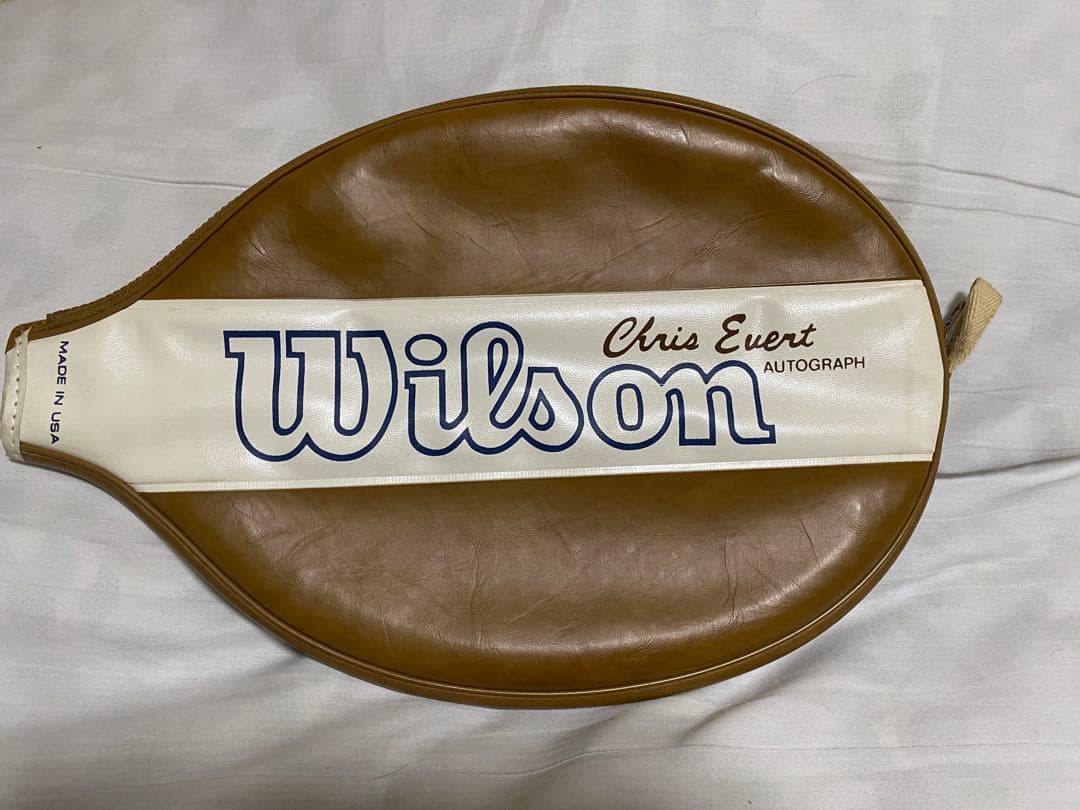 MADE IN USA
Wilson
Chris Evert
AUTOGRAPH